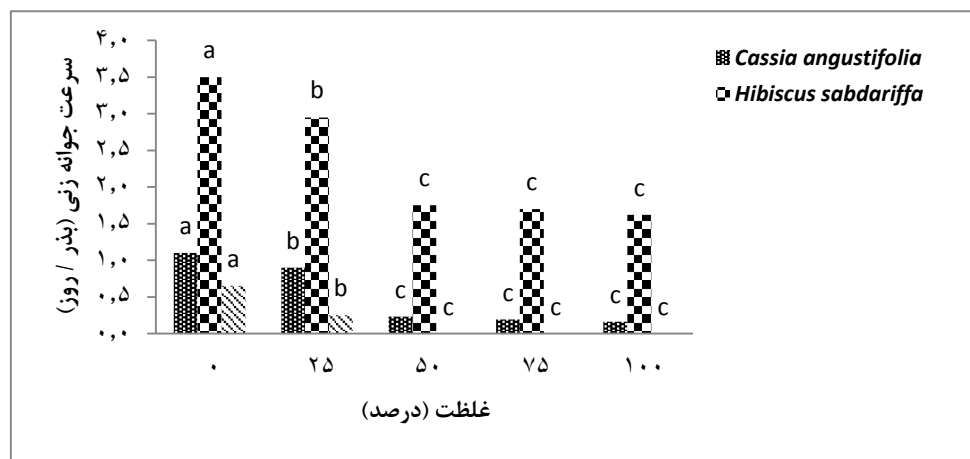 ۴,۰
۳,۵
۳,۰
۲,۵
۲,۰
۱,۵
۱,۰
۰,۵
۰,۰
سرعت جوانه زنی (بذر / روز)
a a a
b b b
c c c
c c c
c c c
۰ ۲۵ ۵۰ ۷۵ ۱۰۰
غلظت (درصد)
Cassia angustifolia
Hibiscus sabdariffa